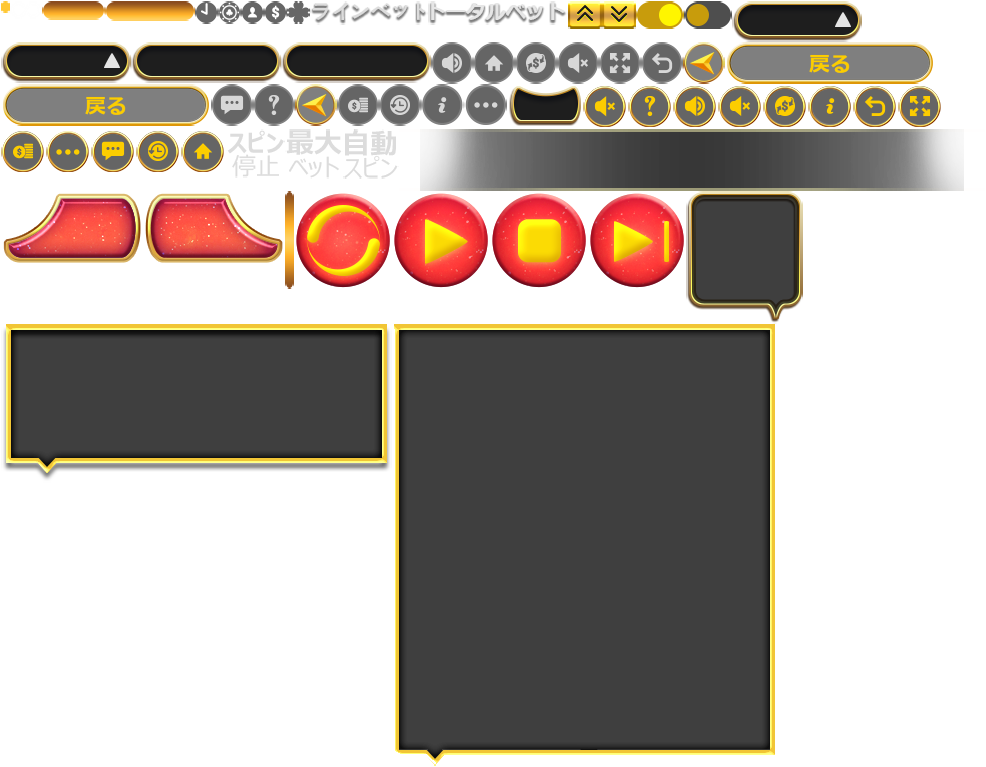 ラインベットトータルベット
戻る
戻る
スピン最大自動
停止 ベットスピン